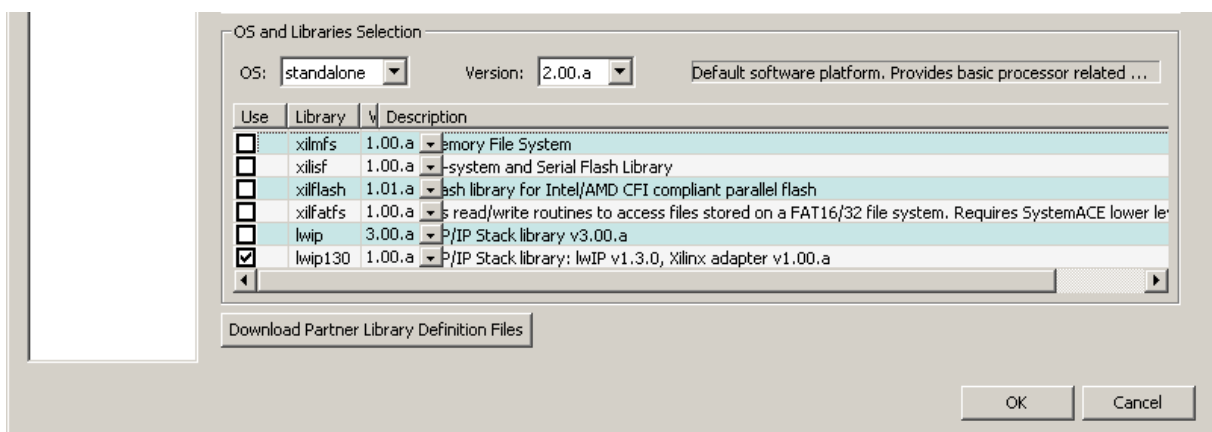 OS and Libraries Selection
OS: standalone Version: 2.00.a Default software platform. Provides basic processor related ...
Use Library V Description
xilmfs 1.00.a emory File System
xilisf 1.00.a -system and Serial Flash Library
xilflash 1.01.a ash library for Intel/AMD CFI compliant parallel flash
xilfatfs 1.00.a s read/write routines to access files stored on a FAT16/32 file system. Requires SystemACE lower le
lwip 3.00.a P/IP Stack library v3.00.a
lwip130 1.00.a P/IP Stack library: lwIP v1.3.0, Xilinx adapter v1.00.a
Download Partner Library Definition Files
OK Cancel